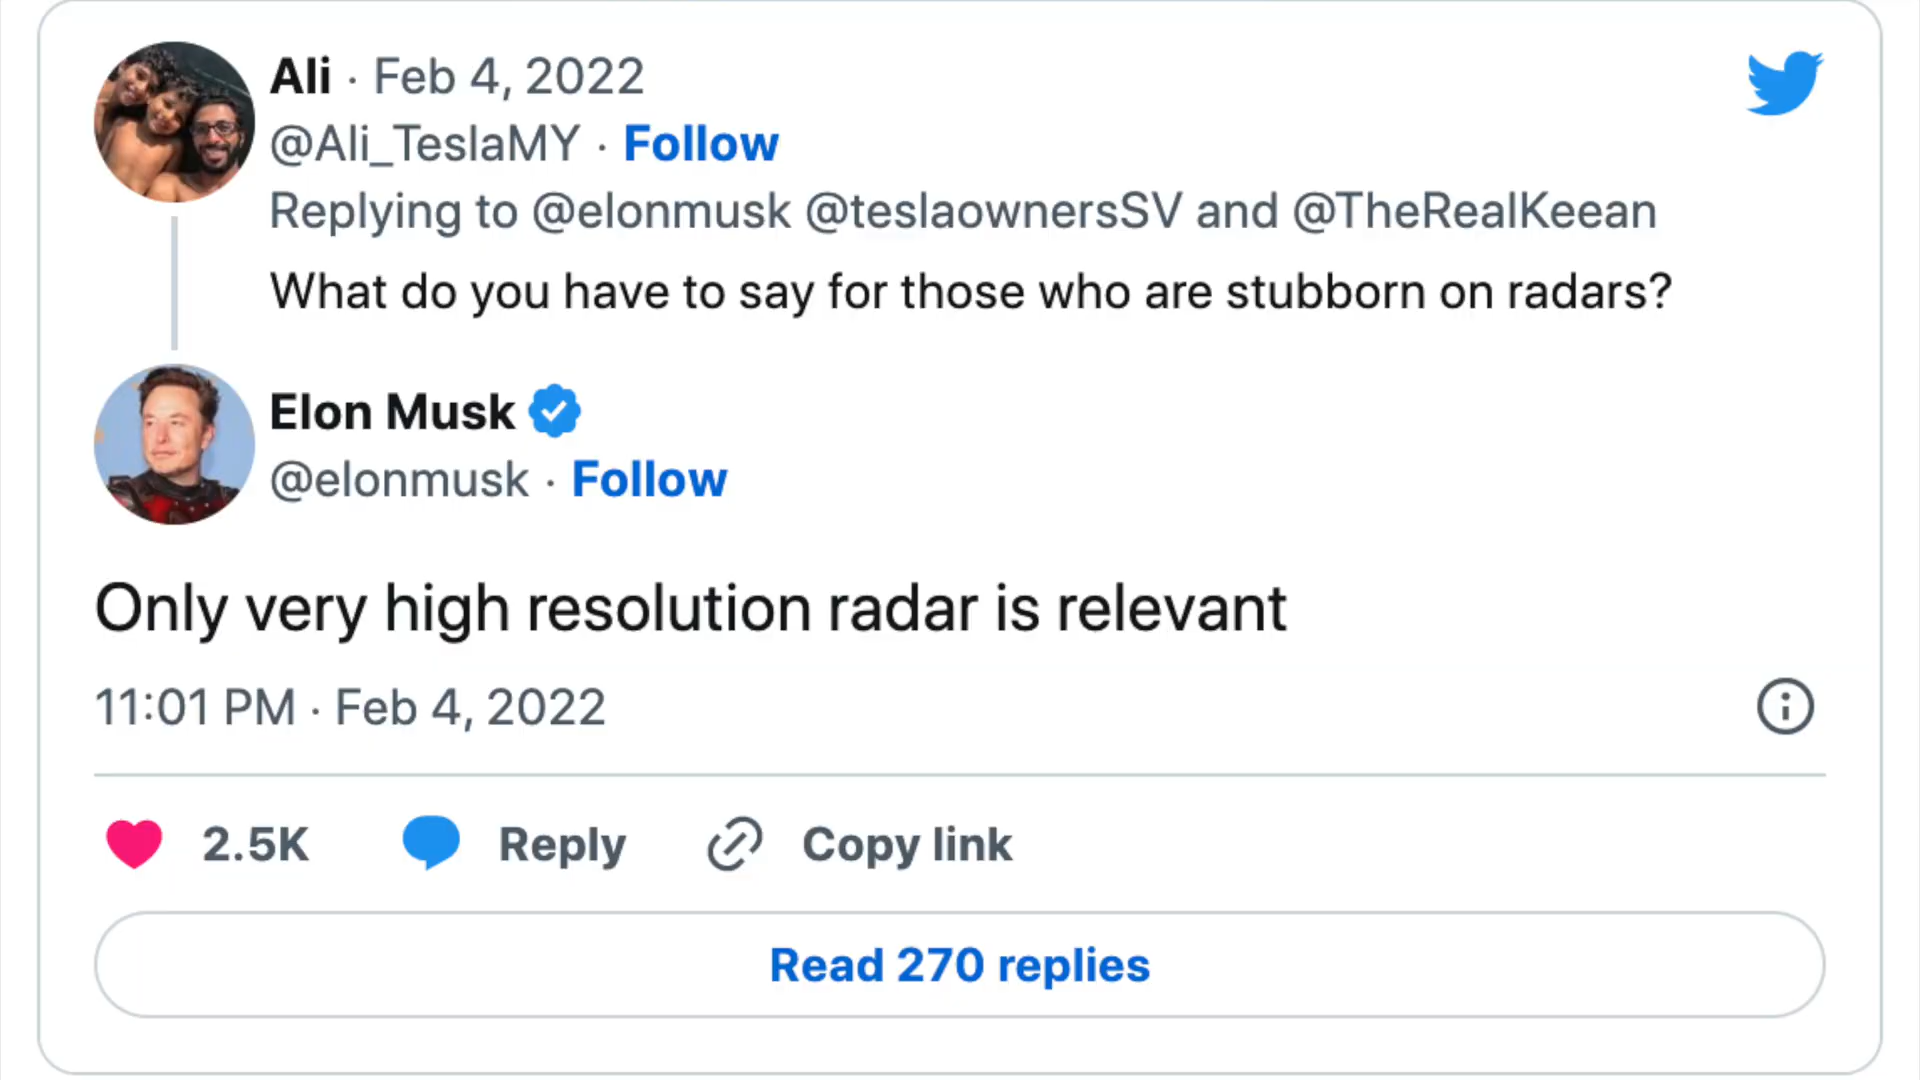 Ali · Feb 4, 2022
@Ali_TeslaMY · Follow
Replying to @elonmusk @teslaownersSV and @TheRealKeean
What do you have to say for those who are stubborn on radars?
Elon Musk
@elonmusk · Follow
Only very high resolution radar is relevant
11:01 PM · Feb 4, 2022
2.5K Reply Copy link
Read 270 replies